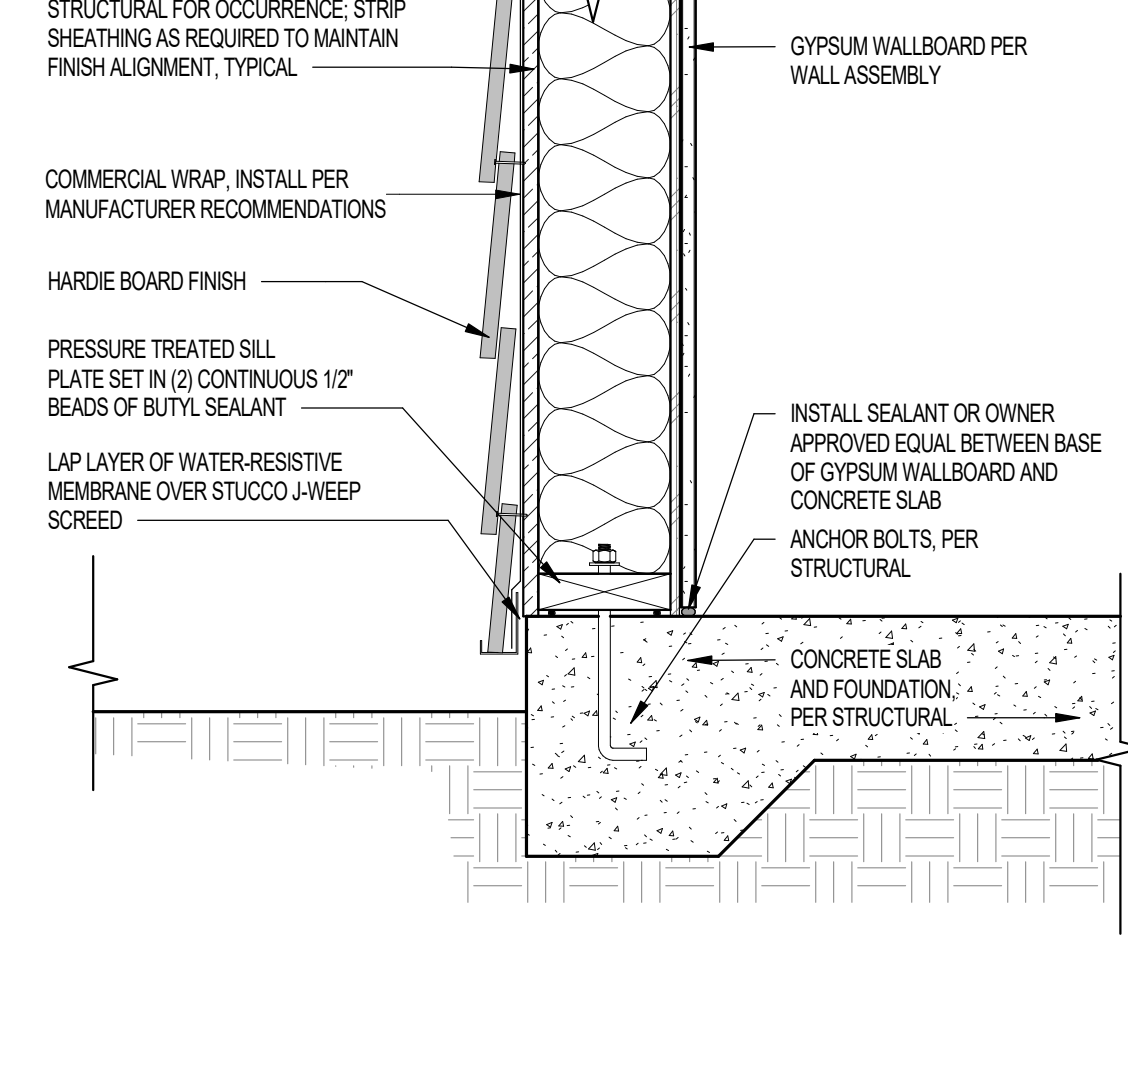 STRUCTURAL FOR OCCURRENCE; STRIP
SHEATHING AS REQUIRED TO MAINTAIN
FINISH ALIGNMENT, TYPICAL
COMMERCIAL WRAP, INSTALL PER
MANUFACTURER RECOMMENDATIONS
HARDIE BOARD FINISH
PRESSURE TREATED SILL
PLATE SET IN (2) CONTINUOUS 1/2"
BEADS OF BUTYL SEALANT
LAP LAYER OF WATER-RESISTIVE
MEMBRANE OVER STUCCO J-WEEP
SCREED
GYPSUM WALLBOARD PER
WALL ASSEMBLY
INSTALL SEALANT OR OWNER
APPROVED EQUAL BETWEEN BASE
OF GYPSUM WALLBOARD AND
CONCRETE SLAB
ANCHOR BOLTS, PER
STRUCTURAL
CONCRETE SLAB
AND FOUNDATION,
PER STRUCTURAL